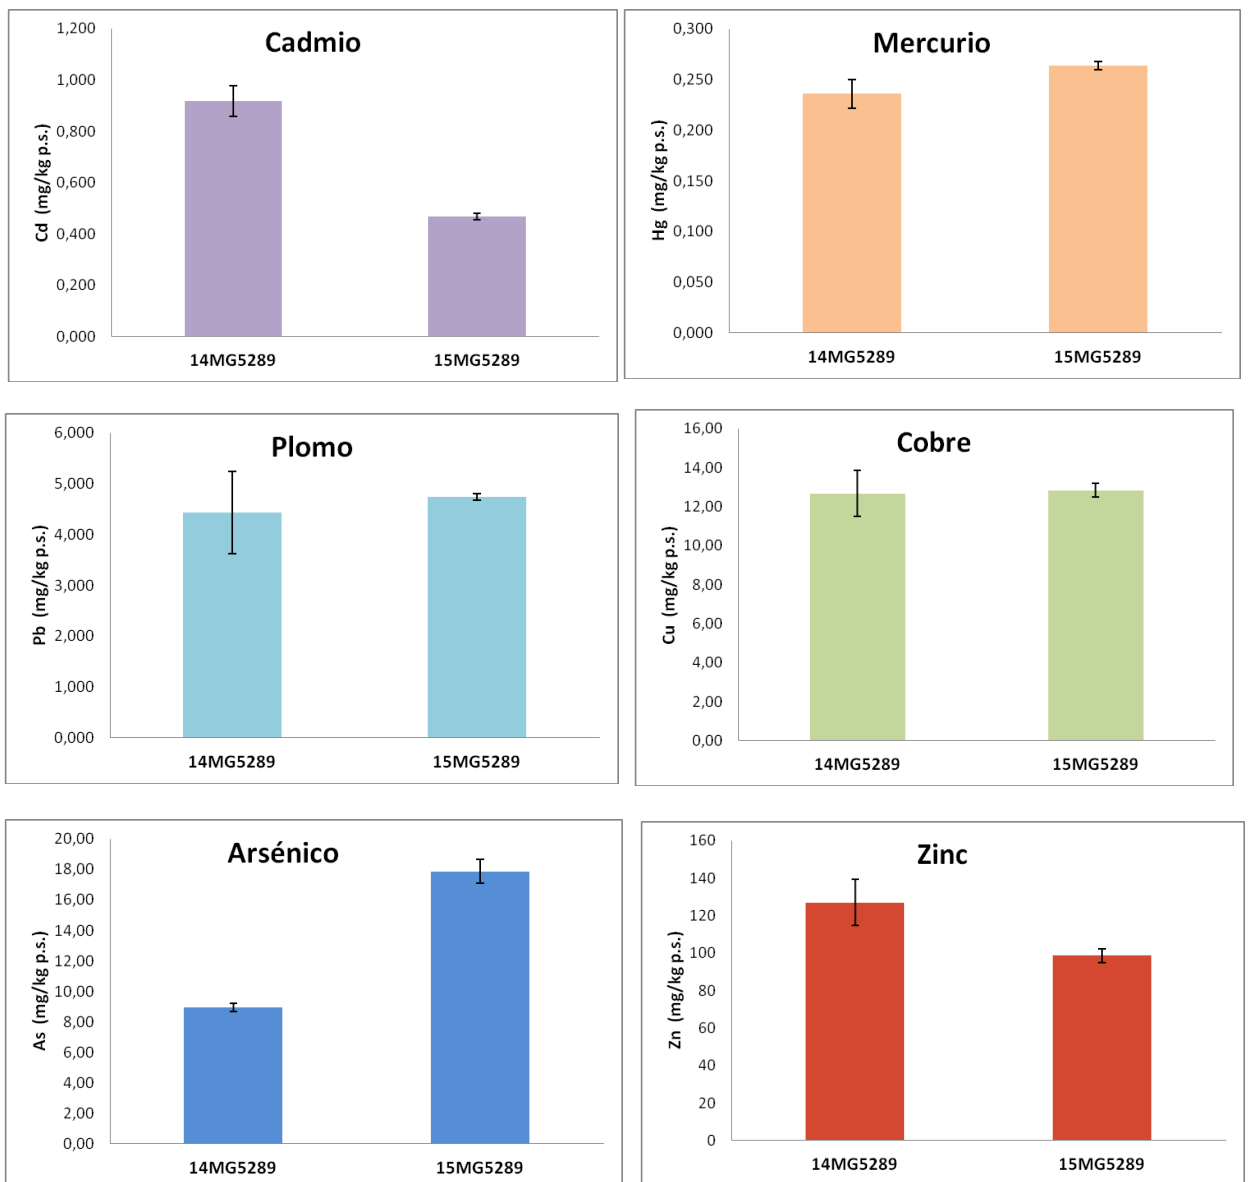 Cadmio
Cd (mg/kg p.s.)
1,200
1,000
0,800
0,600
0,400
0,200
0,000
14MG5289 15MG5289
Mercurio
Hg (mg/kg p.s.)
0,300
0,250
0,200
0,150
0,100
0,050
0,000
14MG5289 15MG5289
Plomo
Pb (mg/kg p.s.)
6,000
5,000
4,000
3,000
2,000
1,000
0,000
14MG5289 15MG5289
Cobre
Cu (mg/kg p.s.)
16,00
14,00
12,00
10,00
8,00
6,00
4,00
2,00
0,00
14MG5289 15MG5289
Arsénico
As (mg/kg p.s.)
20,00
18,00
16,00
14,00
12,00
10,00
8,00
6,00
4,00
2,00
0,00
14MG5289 15MG5289
Zinc
Zn (mg/kg p.s.)
160
140
120
100
80
60
40
20
0
14MG5289 15MG5289